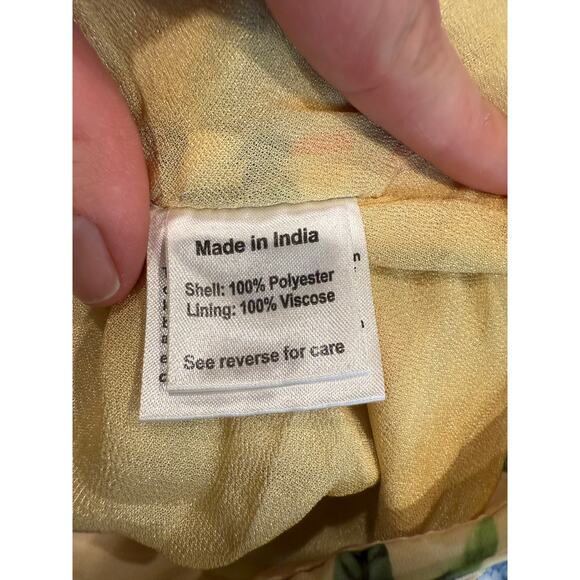 Made in India
Shell: 100% Polyester
Lining: 100% Viscose
See reverse for care